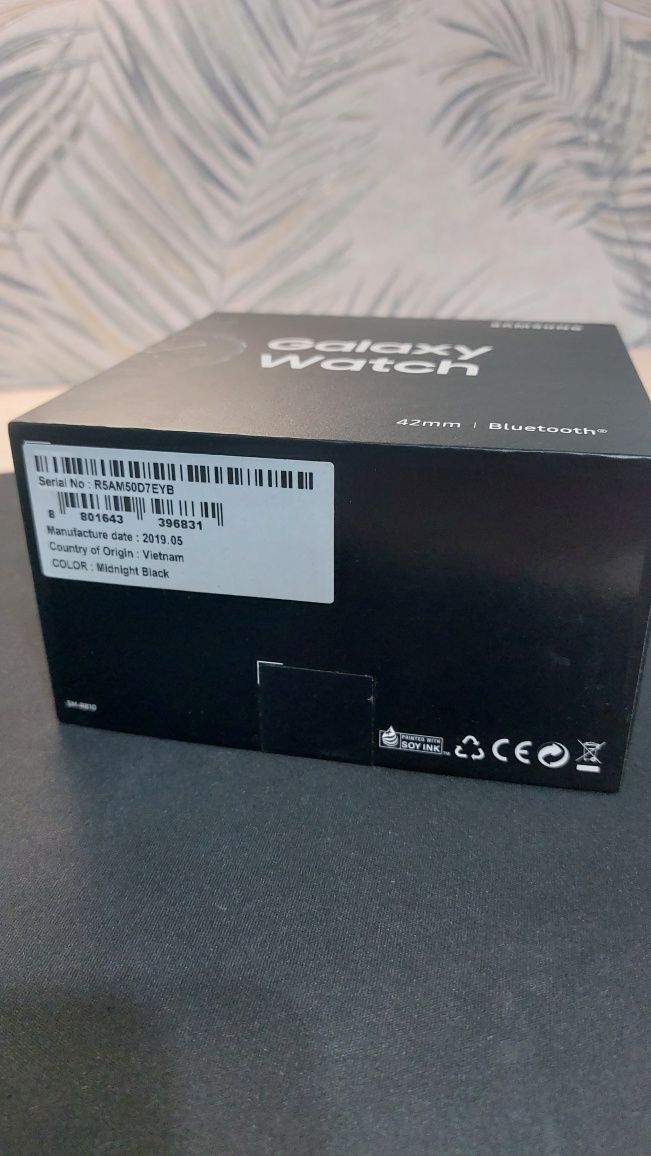 SAMSUNG
Galaxy
Watch
42mm | Bluetooth®
Serial No : R5AM50D7EYB
8 801643 396831
Manufacture date : 2019.05
Country of Origin : Vietnam
COLOR : Midnight Black
SM-R810
PRINTED WITH
SOY INK™
CE